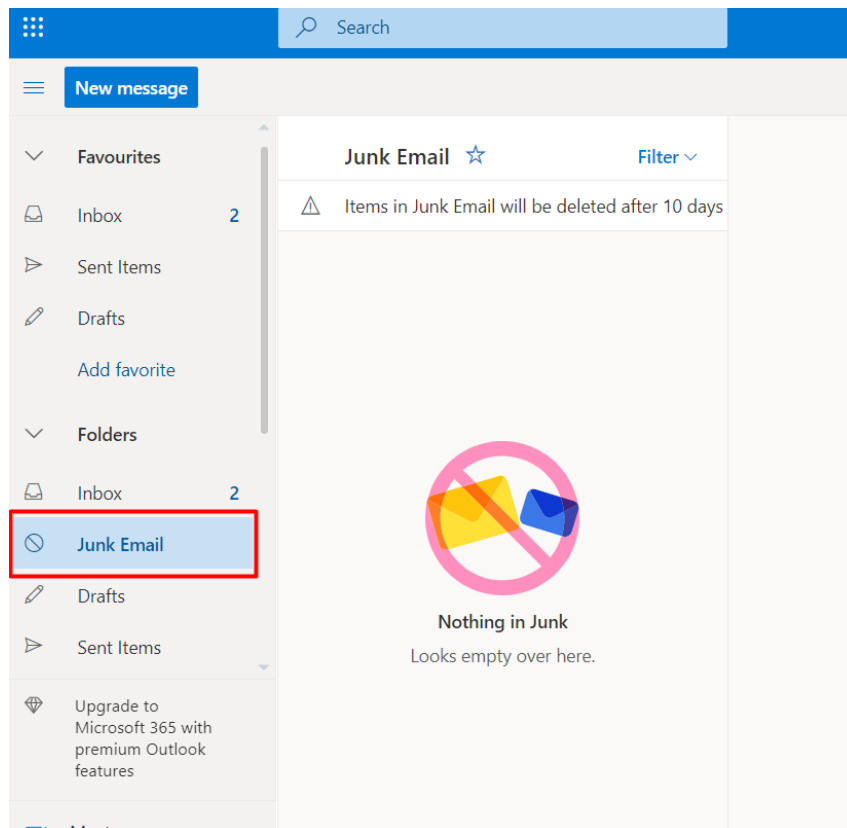 Search
New message
Favourites
Inbox 2
Sent Items
Drafts
Add favorite
Folders
Inbox 2
Junk Email
Drafts
Sent Items
Upgrade to
Microsoft 365 with
premium Outlook
features
Junk Email
Filter
Items in Junk Email will be deleted after 10 days
Nothing in Junk
Looks empty over here.